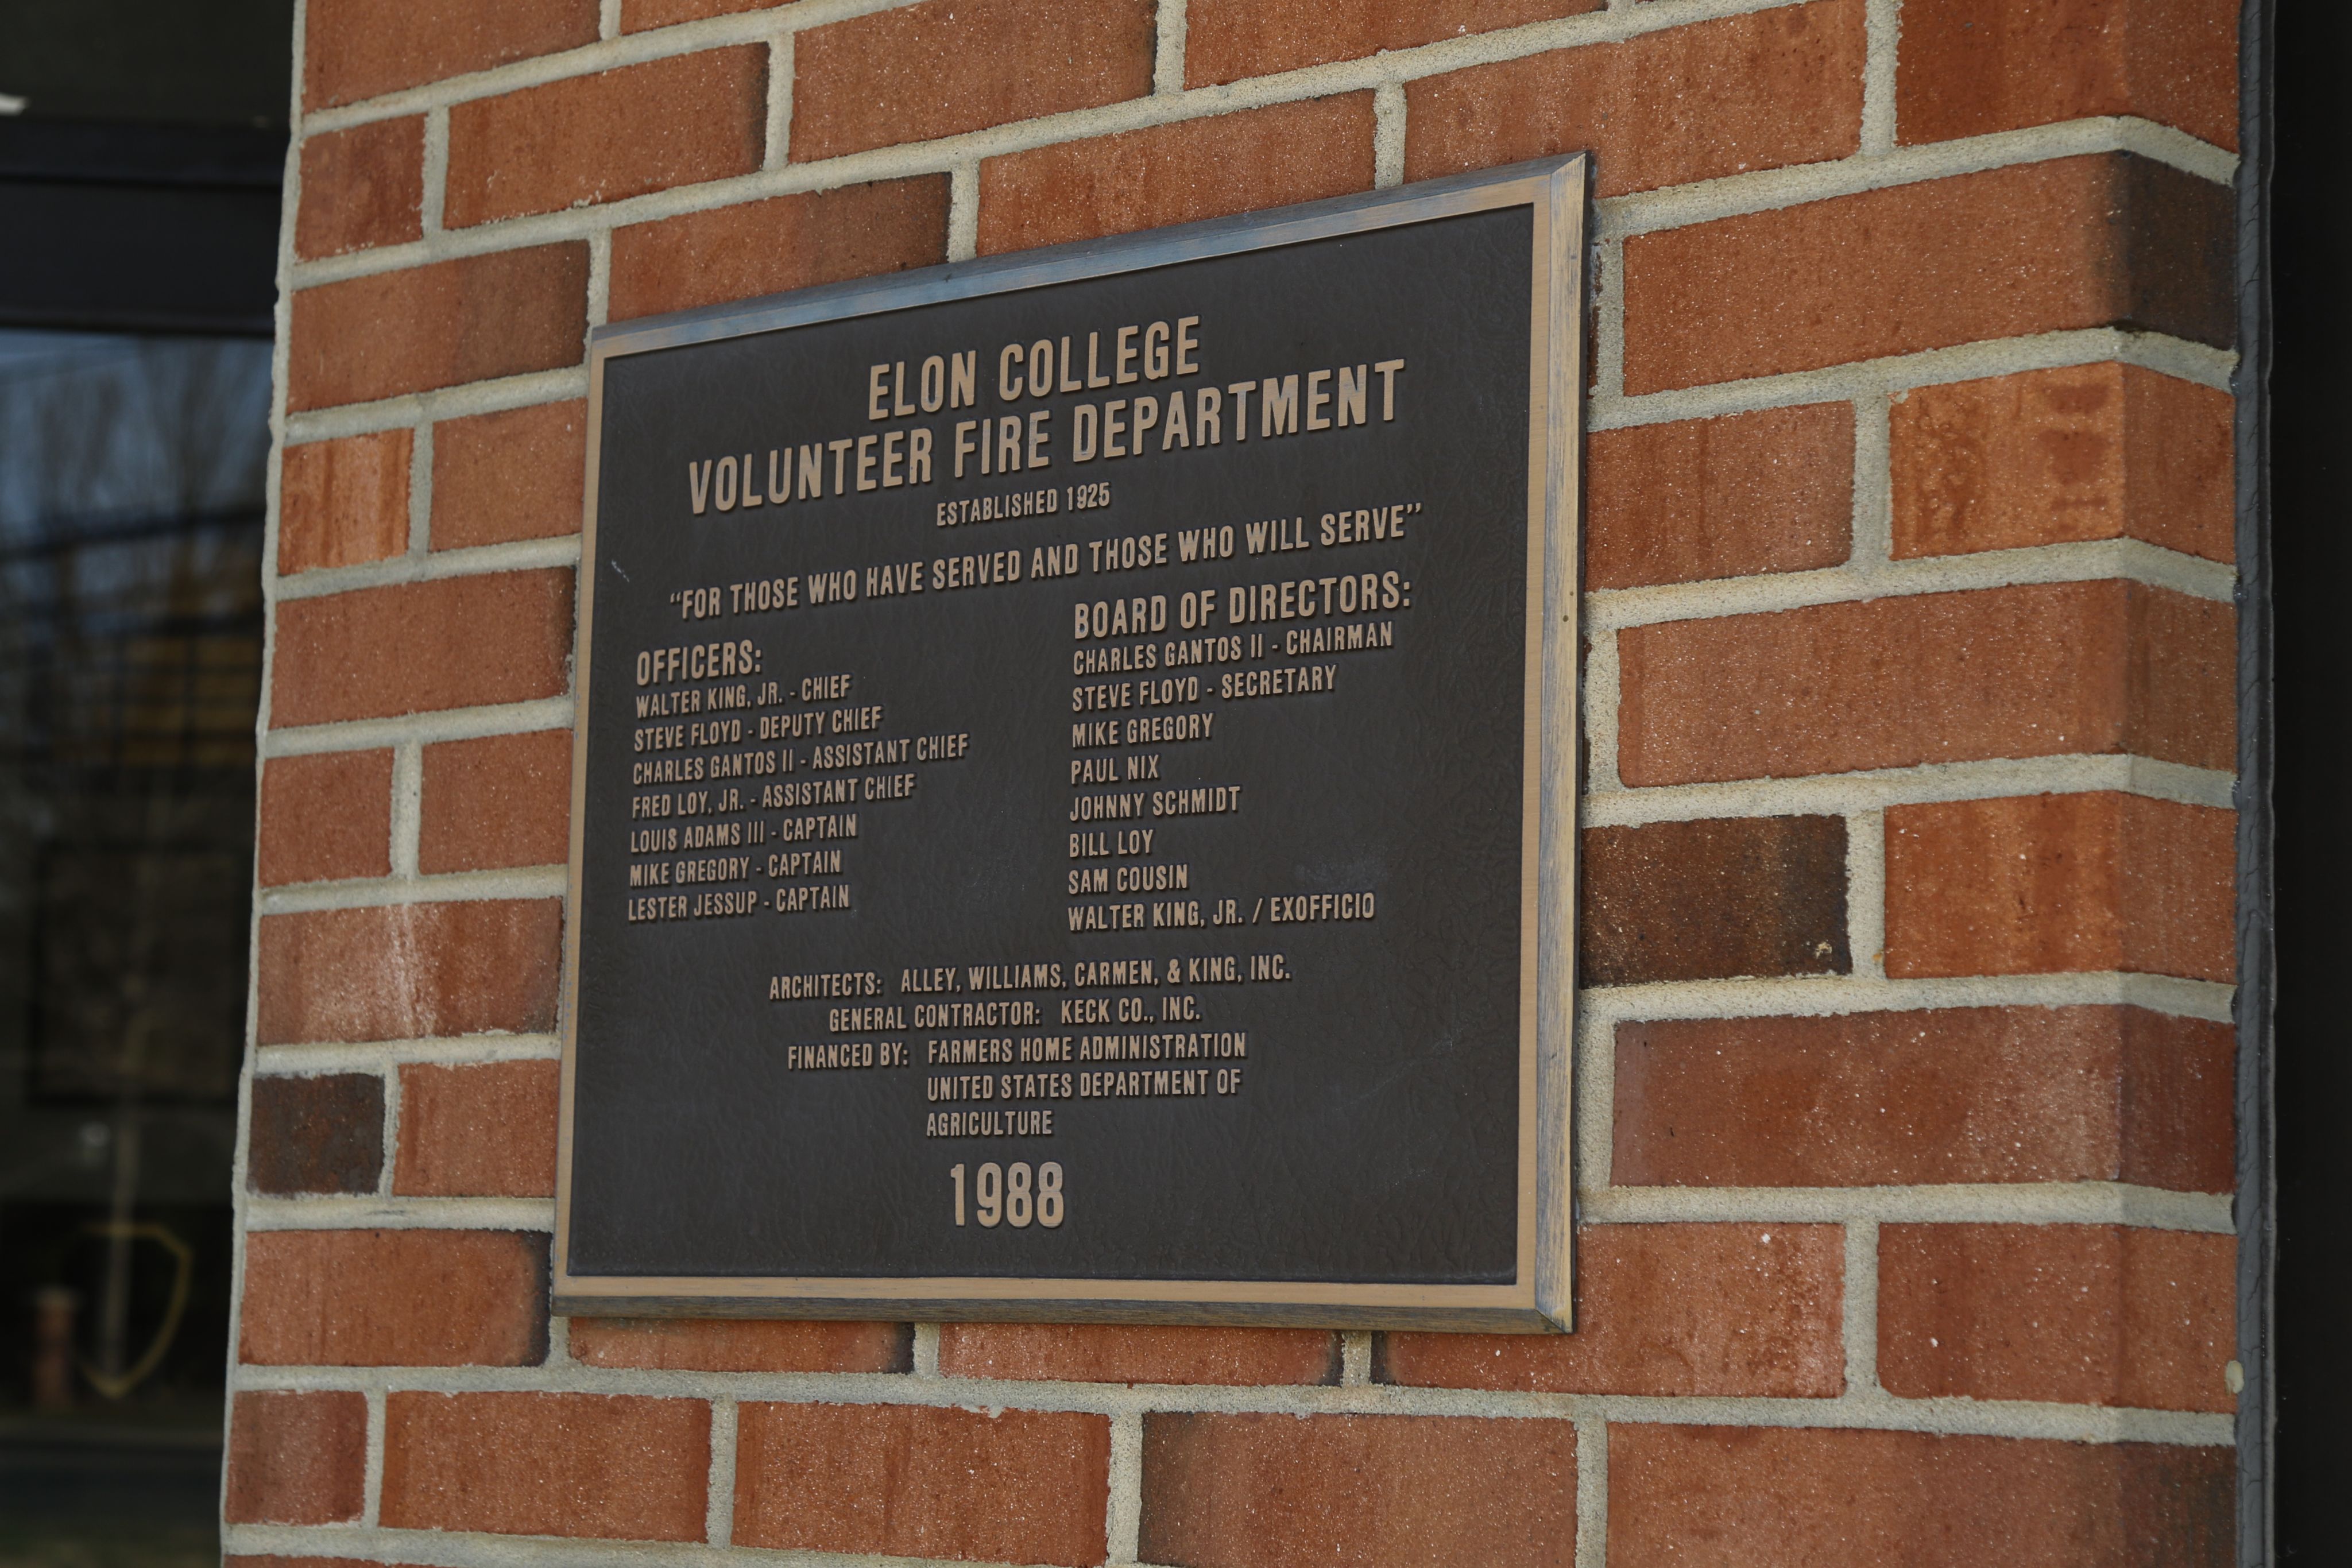 ELON COLLEGE
VOLUNTEER FIRE DEPARTMENT
ESTABLISHED 1925
"FOR THOSE WHO HAVE SERVED AND THOSE WHO WILL SERVE"
OFFICERS:
WALTER KING, JR. - CHIEF
STEVE FLOYD - DEPUTY CHIEF
CHARLES GANTOS II - ASSISTANT CHIEF
FRED LOY, JR. - ASSISTANT CHIEF
LOUIS ADAMS III - CAPTAIN
MIKE GREGORY - CAPTAIN
LESTER JESSUP - CAPTAIN
BOARD OF DIRECTORS:
CHARLES GANTOS II - CHAIRMAN
STEVE FLOYD - SECRETARY
MIKE GREGORY
PAUL NIX
JOHNNY SCHMIDT
BILL LOY
SAM COUSIN
WALTER KING, JR. / EXOFFICIO
ARCHITECTS: ALLEY, WILLIAMS, CARMEN, & KING, INC.
GENERAL CONTRACTOR: KECK CO., INC.
FINANCED BY: FARMERS HOME ADMINISTRATION
UNITED STATES DEPARTMENT OF
AGRICULTURE
1988